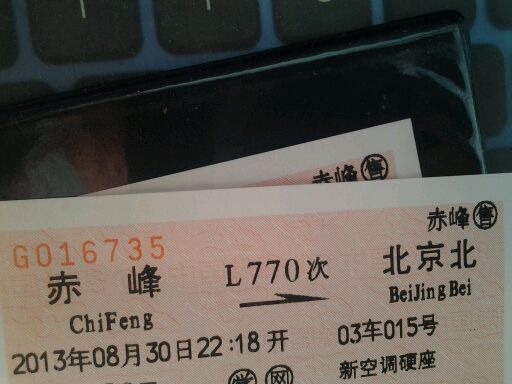 赤峰售
赤峰售
G016735
赤峰 L770次 北京北
ChiFeng BeiJingBei
2013年08月30日22:18开 03车015号
网 新空调硬座